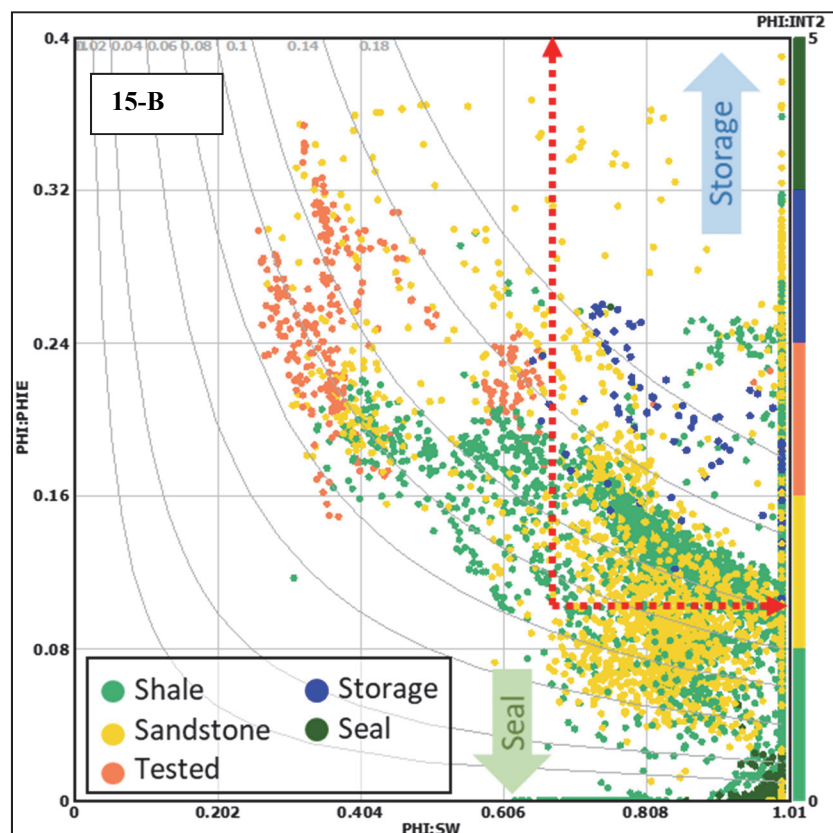 PHI:INT2
0.4
0.02 0.04 0.06 0.08 0.1 0.14 0.18
5
15-B
Storage
0.32
0.24
PHI:PHIE
0.16
0.08
Shale Storage
Sandstone Seal
Tested
Seal
0
0
0 0.202 0.404 0.606 0.808 1.01
PHI:SW